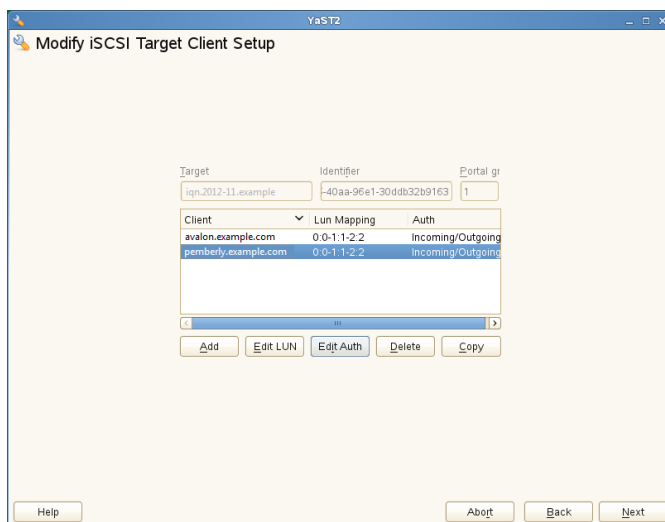 YaST2
Modify iSCSI Target Client Setup
Target Identifier Portal gr
iqn.2012-11.example -40aa-96e1-30ddb32b9163 1
Client Lun Mapping Auth
avalon.example.com 0:0-1:1-2:2 Incoming/Outgoing
pemberly.example.com 0:0-1:1-2:2 Incoming/Outgoing
Add Edit LUN Edit Auth Delete Copy
Help Abort Back Next